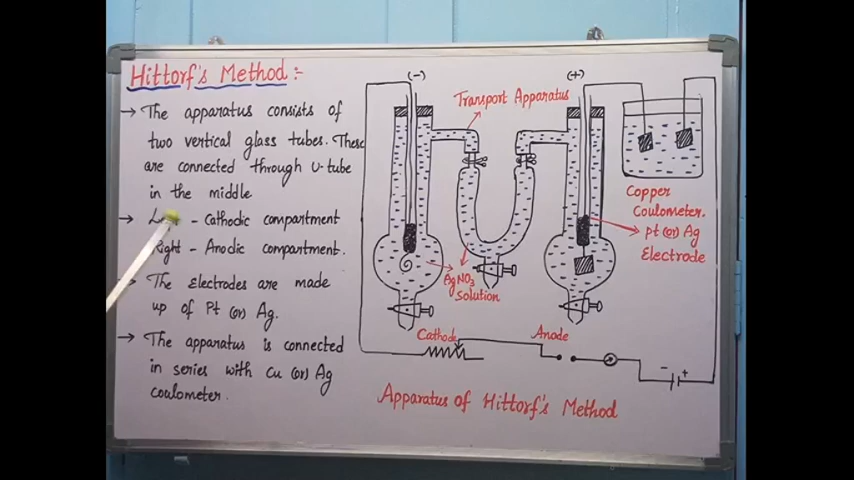 Hittorf's Method :-
→ The apparatus consists of
two vertical glass tubes. These
are connected through U-tube
in the middle
→ - Cathodic compartment
Right - Anodic compartment.
→ The Electrodes are made
up of Pt (or) Ag.
→ The apparatus is connected
in series with Cu (or) Ag
coulometer.
(-)
(+)
Transport Apparatus
Copper
Coulometer.
Pt (or) Ag
Electrode
AgNO3
Solution
Cathode
Anode
- +
Apparatus of Hittorf's Method